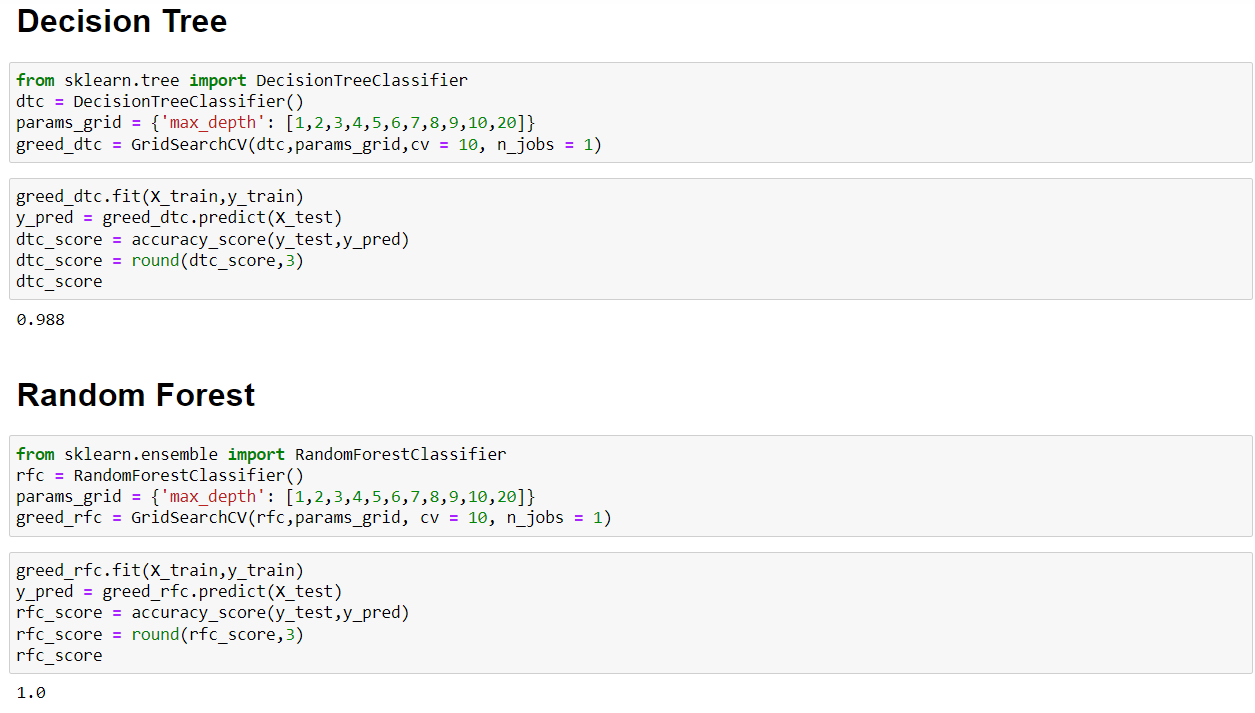 Decision Tree
from sklearn.tree import DecisionTreeClassifier
dtc = DecisionTreeClassifier()
params_grid = {'max_depth': [1,2,3,4,5,6,7,8,9,10,20]}
greed_dtc = GridSearchCV(dtc,params_grid,cv = 10, n_jobs = 1)
greed_dtc.fit(X_train,y_train)
y_pred = greed_dtc.predict(X_test)
dtc_score = accuracy_score(y_test,y_pred)
dtc_score = round(dtc_score,3)
dtc_score
0.988
Random Forest
from sklearn.ensemble import RandomForestClassifier
rfc = RandomForestClassifier()
params_grid = {'max_depth': [1,2,3,4,5,6,7,8,9,10,20]}
greed_rfc = GridSearchCV(rfc,params_grid, cv = 10, n_jobs = 1)
greed_rfc.fit(X_train,y_train)
y_pred = greed_rfc.predict(X_test)
rfc_score = accuracy_score(y_test,y_pred)
rfc_score = round(rfc_score,3)
rfc_score
1.0